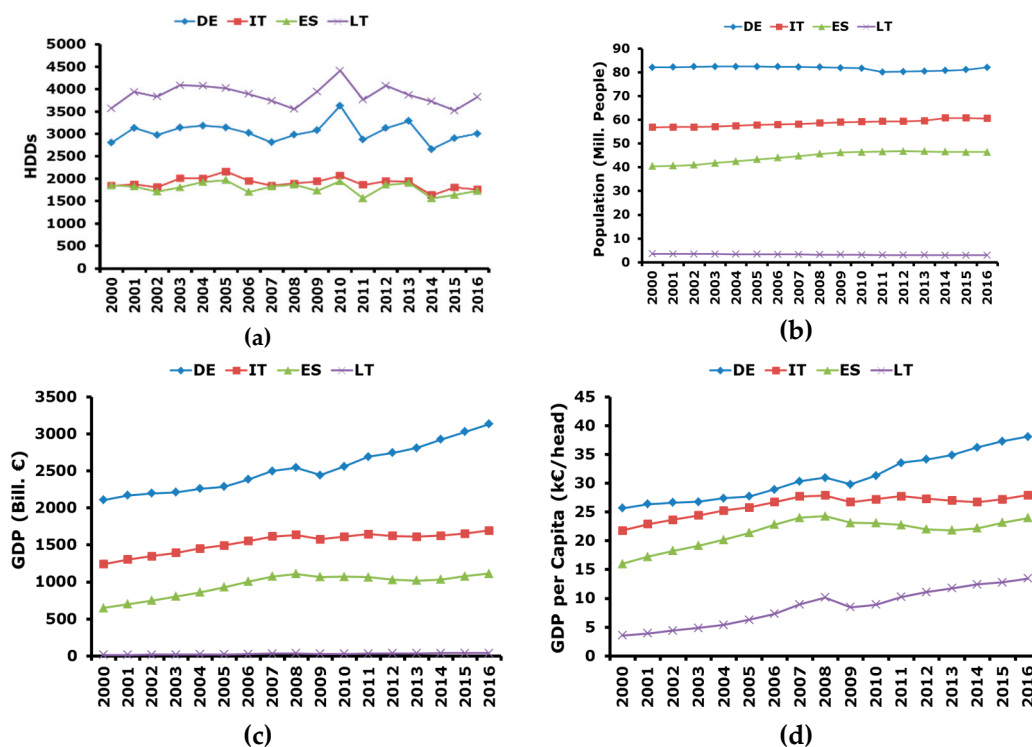 DE IT ES LT
HDDs
5000
4500
4000
3500
3000
2500
2000
1500
1000
500
0
2000 2001 2002 2003 2004 2005 2006 2007 2008 2009 2010 2011 2012 2013 2014 2015 2016
(a)
DE IT ES LT
Population (Mill. People)
90
80
70
60
50
40
30
20
10
0
2000 2001 2002 2003 2004 2005 2006 2007 2008 2009 2010 2011 2012 2013 2014 2015 2016
(b)
DE IT ES LT
GDP (Bill. €)
3500
3000
2500
2000
1500
1000
500
0
2000 2001 2002 2003 2004 2005 2006 2007 2008 2009 2010 2011 2012 2013 2014 2015 2016
(c)
DE IT ES LT
GDP per Capita (k€/head)
45
40
35
30
25
20
15
10
5
0
2000 2001 2002 2003 2004 2005 2006 2007 2008 2009 2010 2011 2012 2013 2014 2015 2016
(d)